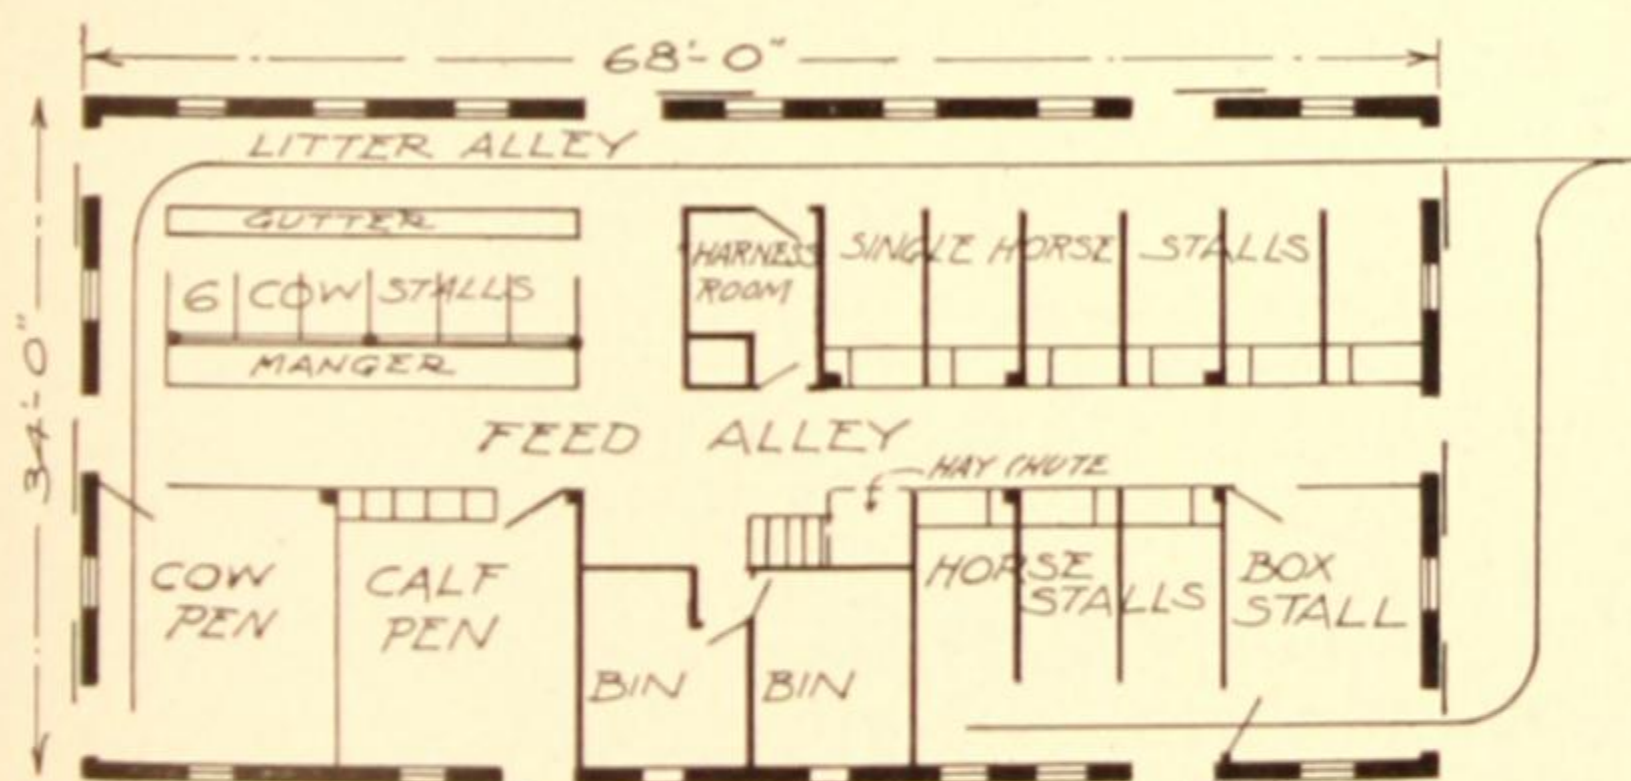 68'-0"
LITTER ALLEY
GUTTER
HARNESS
ROOM
SINGLE HORSE STALLS
6 COW STALLS
MANGER
34'-0"
FEED ALLEY
HAY CHUTE
COW
PEN
CALF
PEN
HORSE
STALLS
BOX
STALL
BIN
BIN